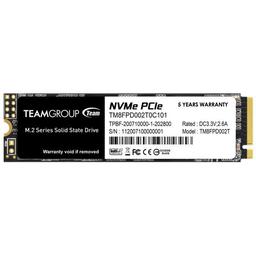 TEAMGROUP Team
M.2 Series Solid State Drive
Warranty void if removed
NVMe PCIe
5 YEARS WARRANTY
TM8FPD002T0C101
TPBF-200710000-1-202800
Rated : DC3.3V;2.6A
S/N : 112007100000001
Model : TM8FPD002T